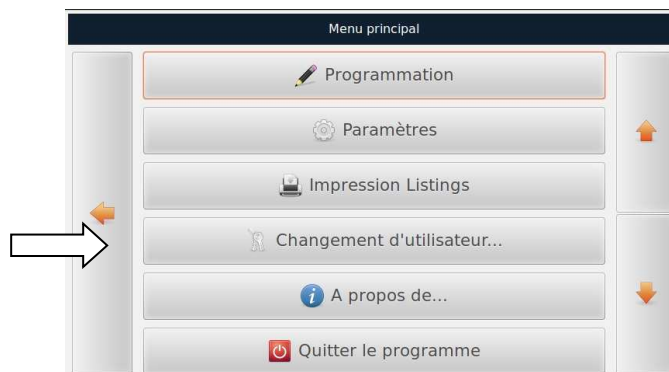 Menu principal
Programmation
Paramètres
Impression Listings
Changement d'utilisateur...
A propos de...
Quitter le programme